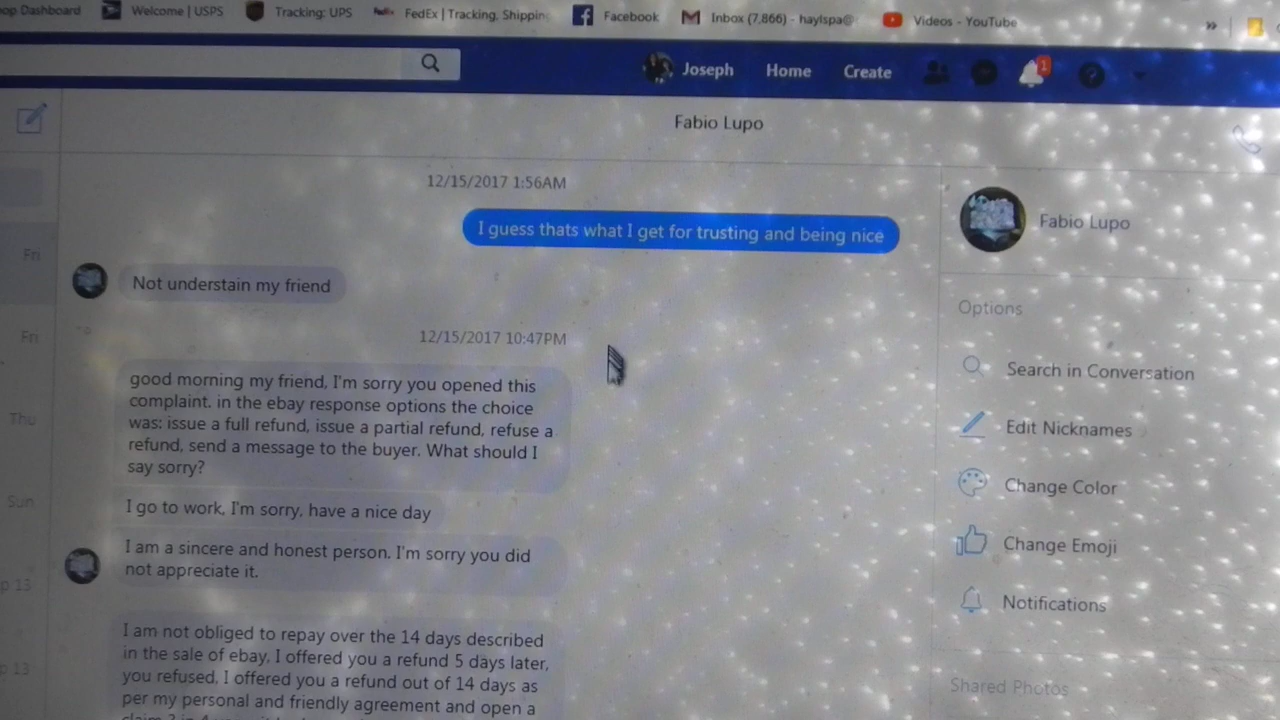 op Dashboard Welcome | USPS Tracking: UPS FedEx | Tracking, Shippin Facebook Inbox (7,866) - haylspa@ Videos - YouTube »
Joseph Home Create 1
Fabio Lupo
12/15/2017 1:56AM
I guess thats what I get for trusting and being nice
Fabio Lupo
Fri
Not understain my friend
Options
Fri
12/15/2017 10:47PM
good morning my friend, I'm sorry you opened this
complaint. in the ebay response options the choice
was: issue a full refund, issue a partial refund, refuse a
refund, send a message to the buyer. What should I
say sorry?
Search in Conversation
Thu
Edit Nicknames
Sun
I go to work, I'm sorry, have a nice day
Change Color
I am a sincere and honest person. I'm sorry you did
not appreciate it.
Change Emoji
p 13
Notifications
I am not obliged to repay over the 14 days described
in the sale of ebay, I offered you a refund 5 days later,
you refused, I offered you a refund out of 14 days as
per my personal and friendly agreement and open a
p 13
Shared Photos